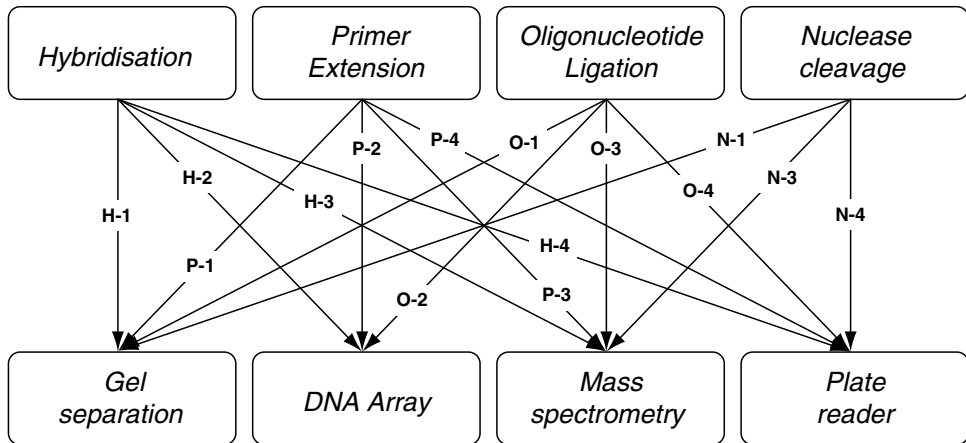 Hybridisation
Primer
Extension
Oligonucleotide
Ligation
Nuclease
cleavage
P-2
P-4
O-1
O-3
N-1
H-2
N-3
H-3
O-4
H-1
N-4
H-4
P-1
P-3
O-2
Gel
separation
DNA Array
Mass
spectrometry
Plate
reader